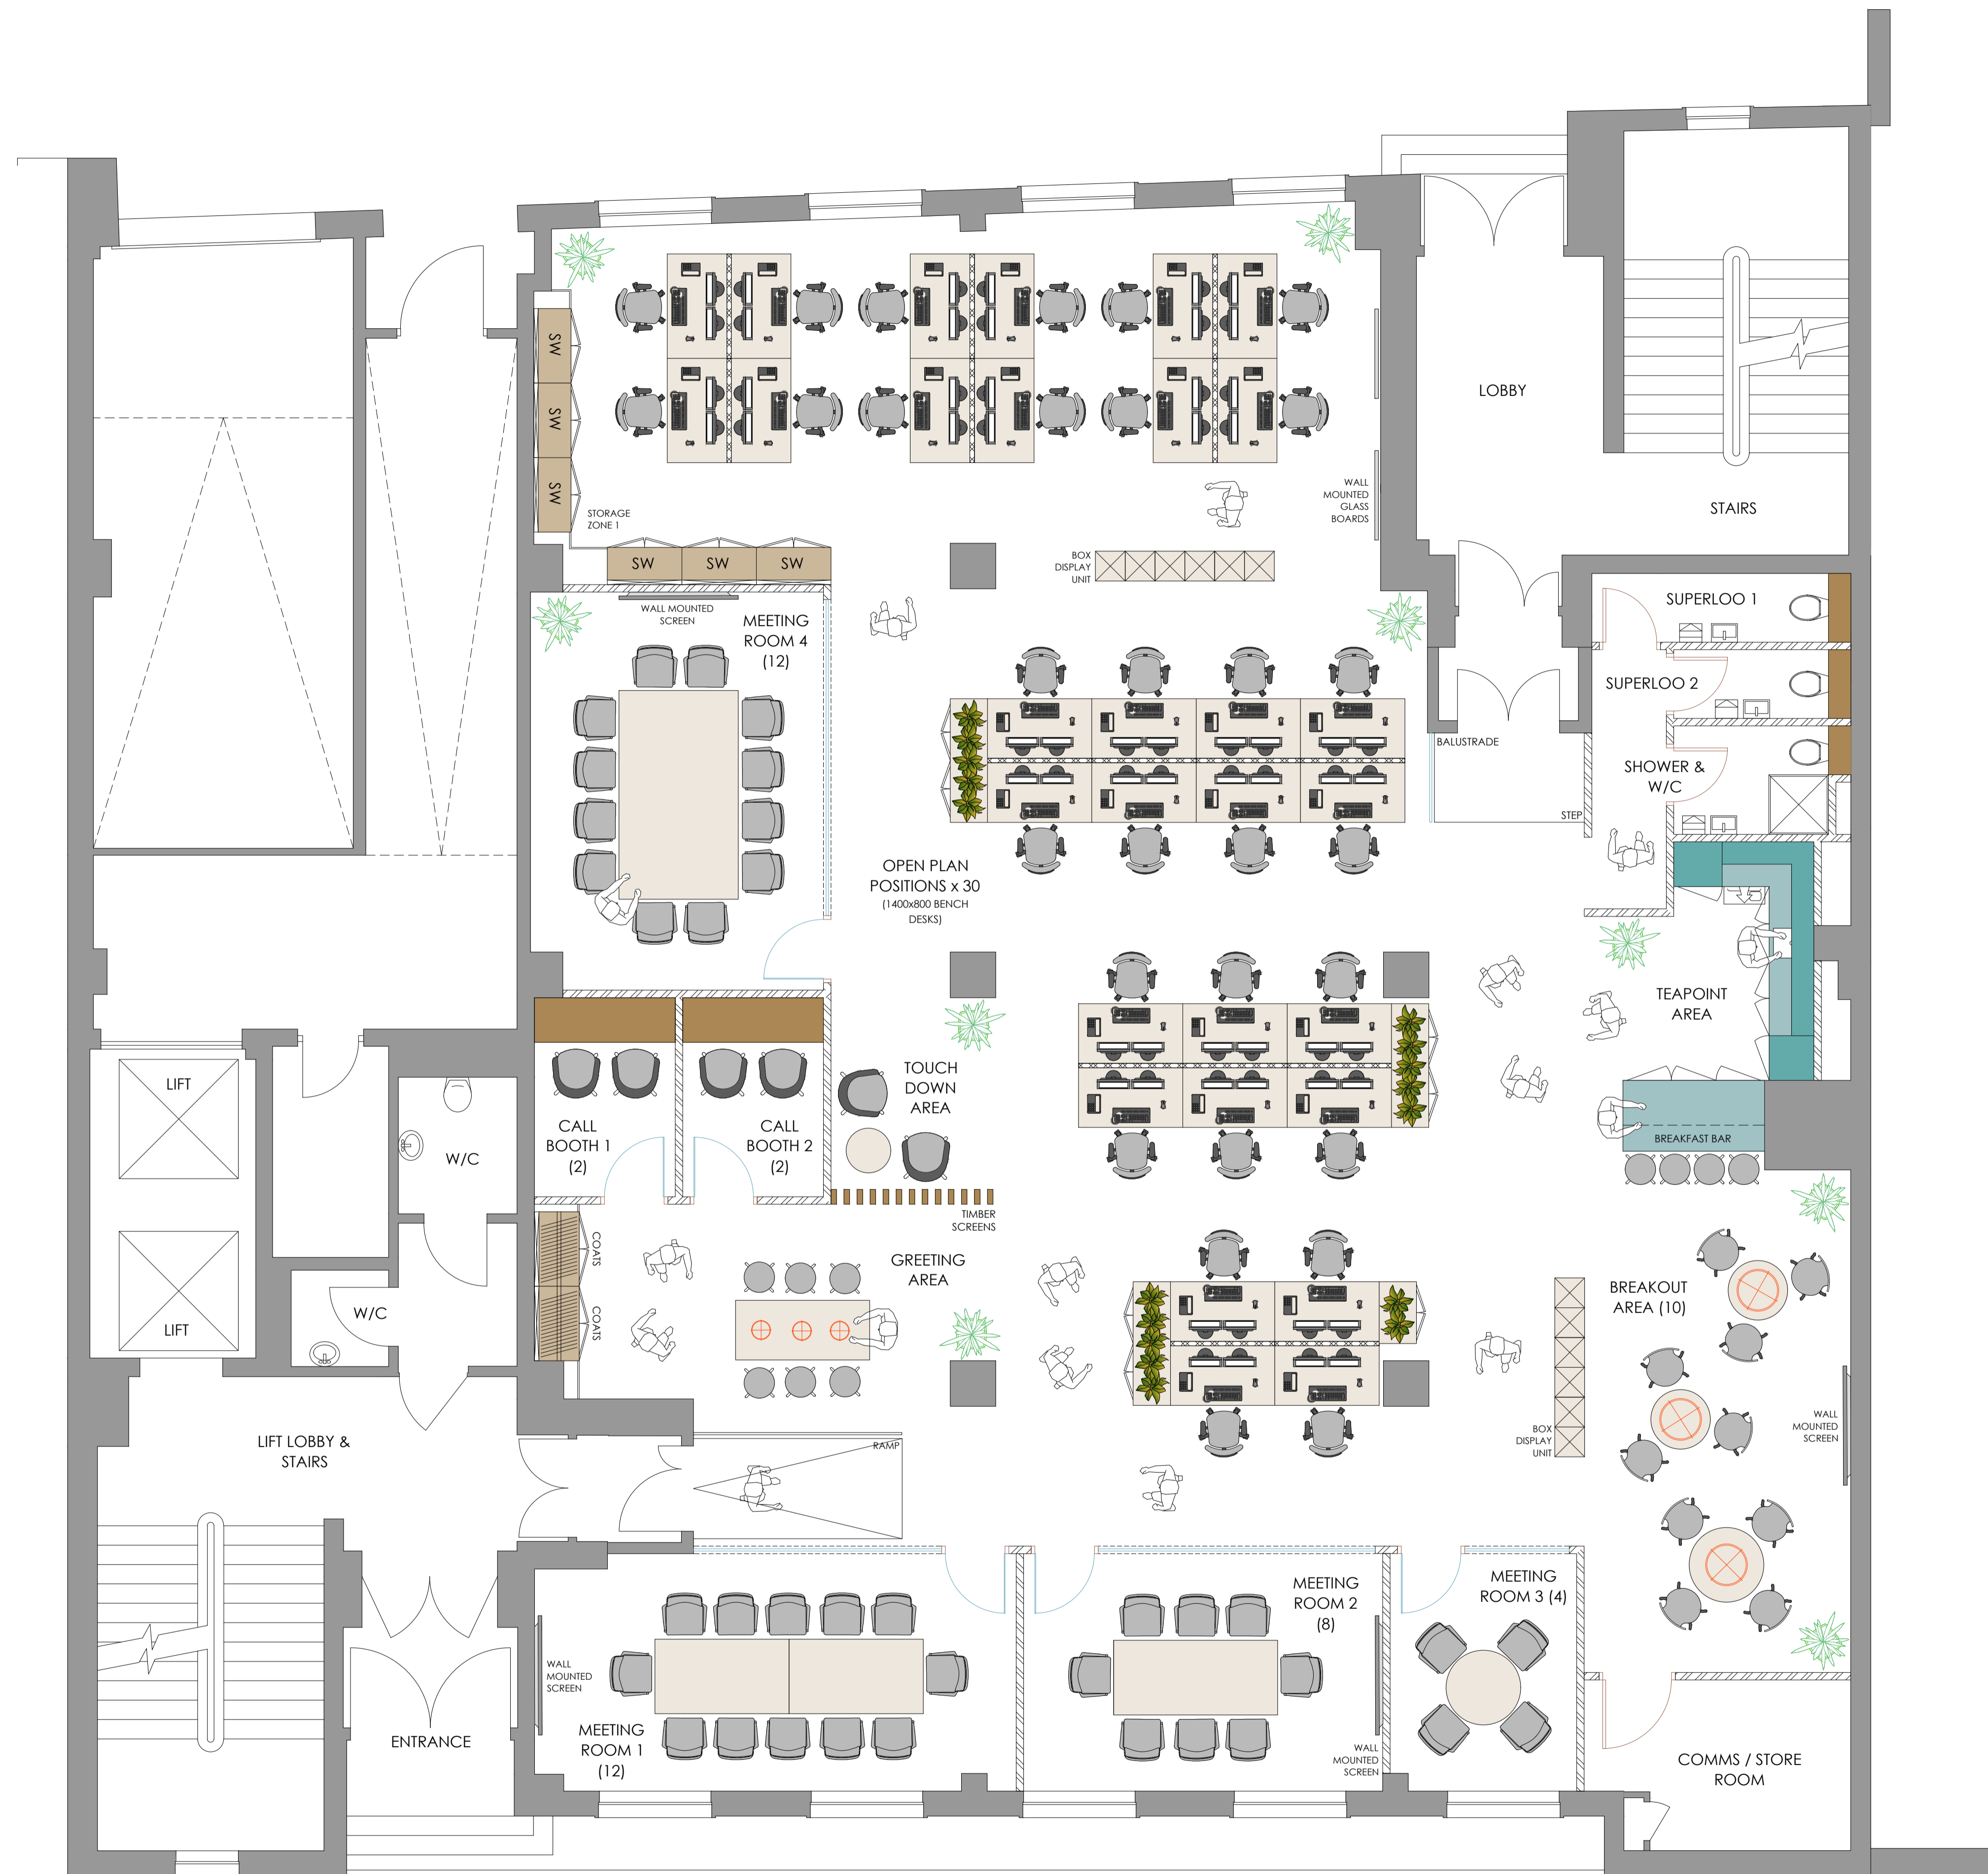 LOBBY
STAIRS
SW
SW
SW
STORAGE
ZONE 1
SW
SW
SW
WALL
MOUNTED
GLASS
BOARDS
BOX
DISPLAY
UNIT
WALL MOUNTED
SCREEN
MEETING
ROOM 4
(12)
SUPERLOO 1
SUPERLOO 2
SHOWER &
W/C
BALUSTRADE
STEP
OPEN PLAN
POSITIONS x 30
(1400x800 BENCH
DESKS)
TEAPOINT
AREA
BREAKFAST BAR
LIFT
LIFT
W/C
W/C
CALL
BOOTH 1
(2)
CALL
BOOTH 2
(2)
TOUCH
DOWN
AREA
TIMBER
SCREENS
COATS
COATS
GREETING
AREA
BREAKOUT
AREA (10)
BOX
DISPLAY
UNIT
WALL
MOUNTED
SCREEN
LIFT LOBBY &
STAIRS
RAMP
ENTRANCE
WALL
MOUNTED
SCREEN
MEETING
ROOM 1
(12)
MEETING
ROOM 2
(8)
WALL
MOUNTED
SCREEN
MEETING
ROOM 3 (4)
COMMS / STORE
ROOM